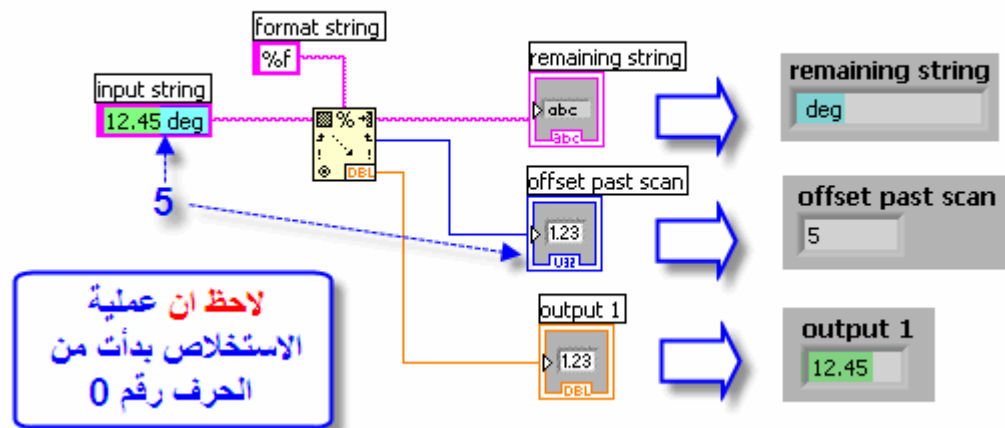 format string
%f
input string
12.45 deg
%
DBL
5
remaining string
abc
abc
offset past scan
1.23
U32
output 1
1.23
DBL
remaining string
deg
offset past scan
5
output 1
12.45
لاحظ ان عملية
الاستخلاص بدأت من
الحرف رقم 0